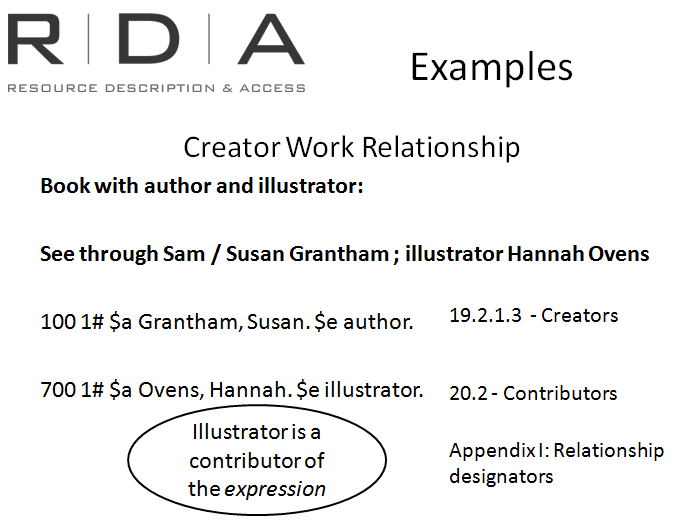 R | D | A
RESOURCE DESCRIPTION & ACCESS
Examples
Creator Work Relationship
Book with author and illustrator:
See through Sam / Susan Grantham ; illustrator Hannah Ovens
100 1# $a Grantham, Susan. $e author.
19.2.1.3 - Creators
700 1# $a Ovens, Hannah. $e illustrator.
20.2 - Contributors
Illustrator is a
contributor of
the expression
Appendix I: Relationship
designators